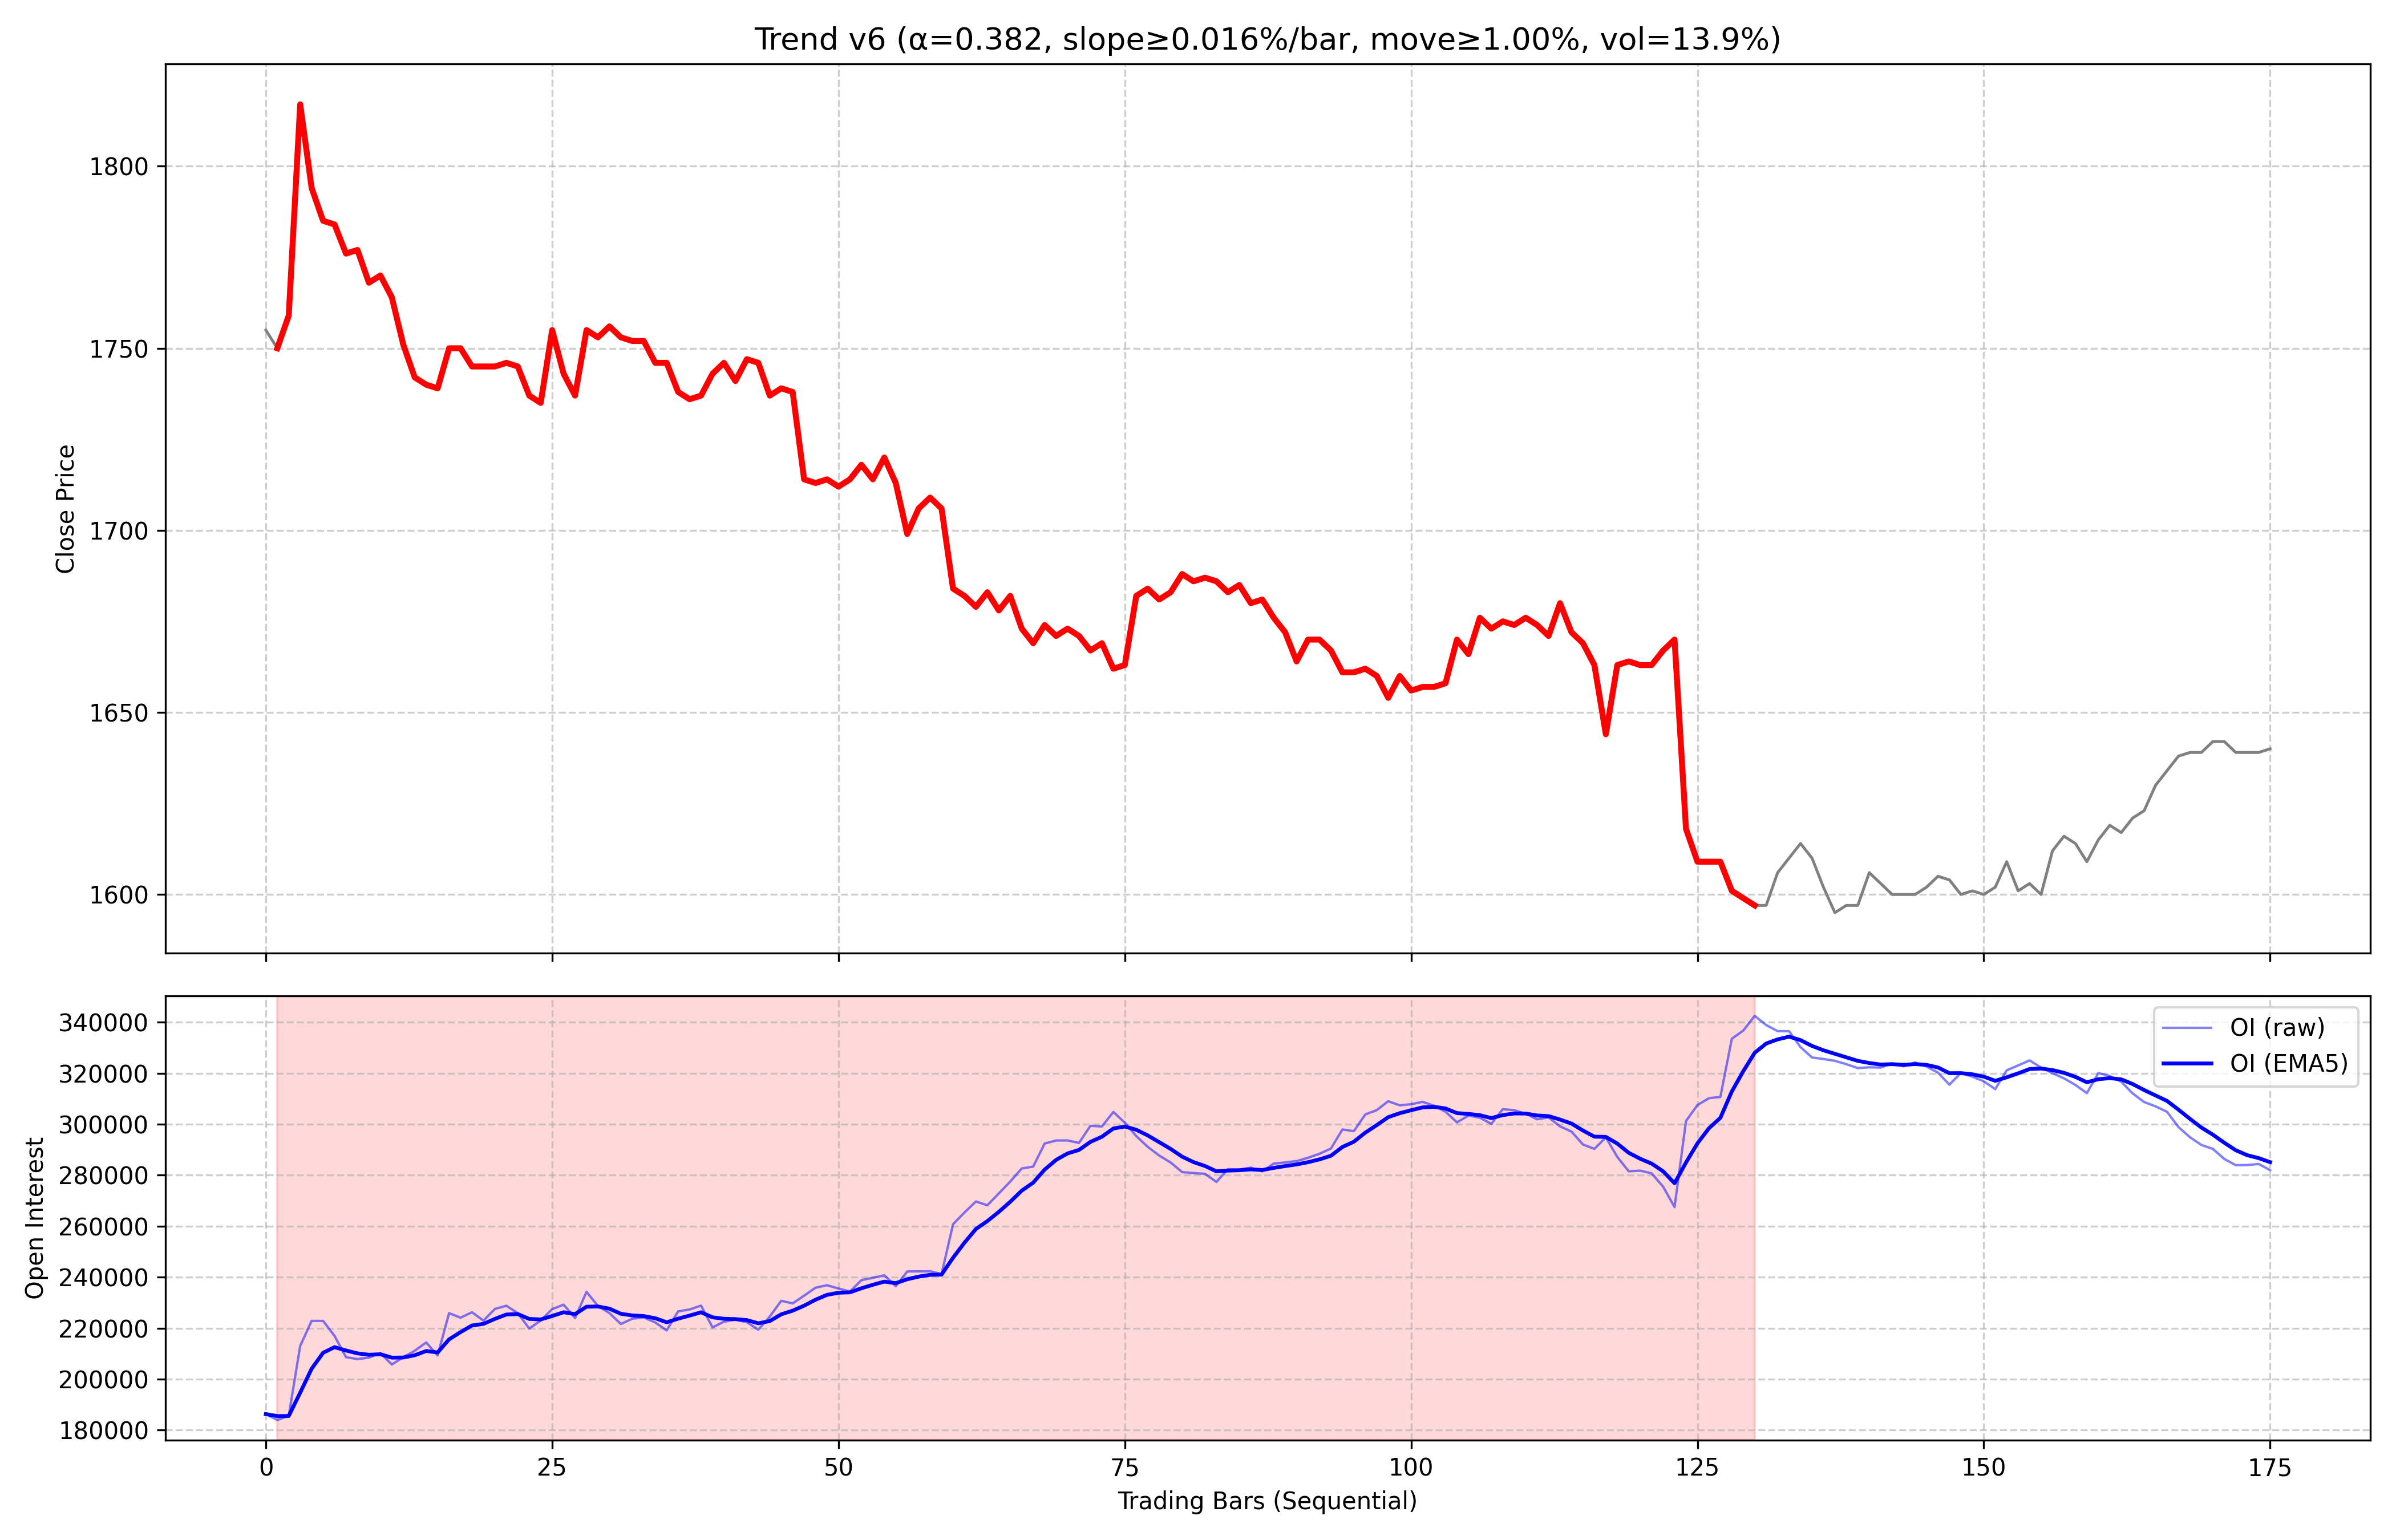 Trend v6 (α=0.382, slope≥0.016%/bar, move≥1.00%, vol=13.9%)
Close Price
1800
1750
1700
1650
1600
Open Interest
340000
320000
300000
280000
260000
240000
220000
200000
180000
OI (raw)
OI (EMA5)
0 25 50 75 100 125 150 175
Trading Bars (Sequential)